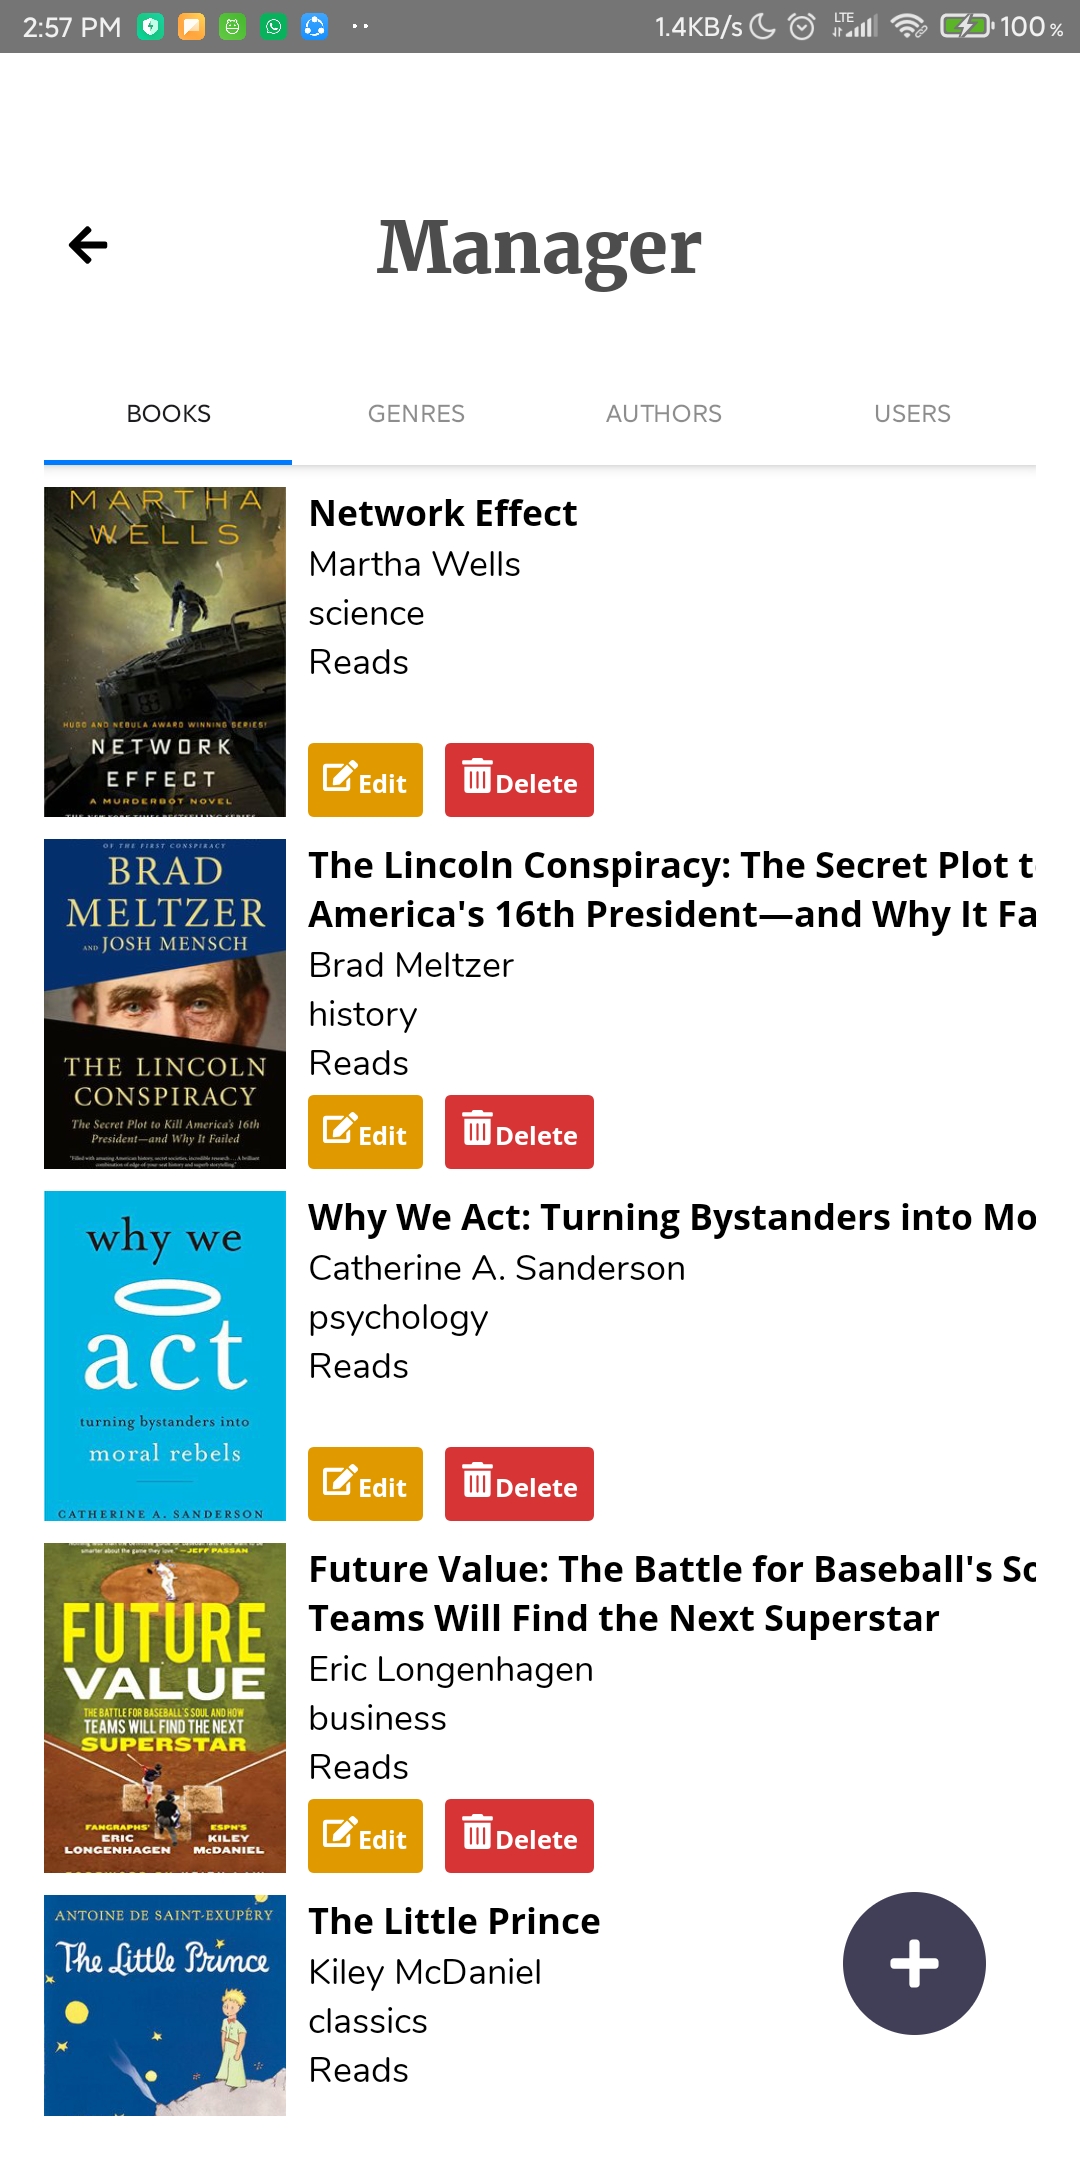 2:57 PM
1.4KB/s
LTE
100 %
Manager
BOOKS
GENRES
AUTHORS
USERS
MARTHA
WELLS
HUGO AND NEBULA AWARD WINNING SERIES!
NETWORK
EFFECT
A MURDERBOT NOVEL
Network Effect
Martha Wells
science
Reads
Edit
Delete
OF THE FIRST CONSPIRACY
BRAD
MELTZER
AND JOSH MENSCH
THE LINCOLN
CONSPIRACY
The Secret Plot to Kill America's 16th
President—and Why It Failed
The Lincoln Conspiracy: The Secret Plot t
America's 16th President—and Why It Fa
Brad Meltzer
history
Reads
Edit
Delete
why we
act
turning bystanders into
moral rebels
CATHERINE A. SANDERSON
Why We Act: Turning Bystanders into Mo
Catherine A. Sanderson
psychology
Reads
Edit
Delete
smarter about the game they love." —JEFF PASSAN
FUTURE
VALUE
THE BATTLE FOR BASEBALL'S SOUL AND HOW
TEAMS WILL FIND THE NEXT
SUPERSTAR
FANGRAPHS'
ERIC
LONGENHAGEN
ESPN'S
KILEY
McDANIEL
Future Value: The Battle for Baseball's So
Teams Will Find the Next Superstar
Eric Longenhagen
business
Reads
Edit
Delete
ANTOINE DE SAINT-EXUPÉRY
The Little Prince
The Little Prince
Kiley McDaniel
classics
Reads